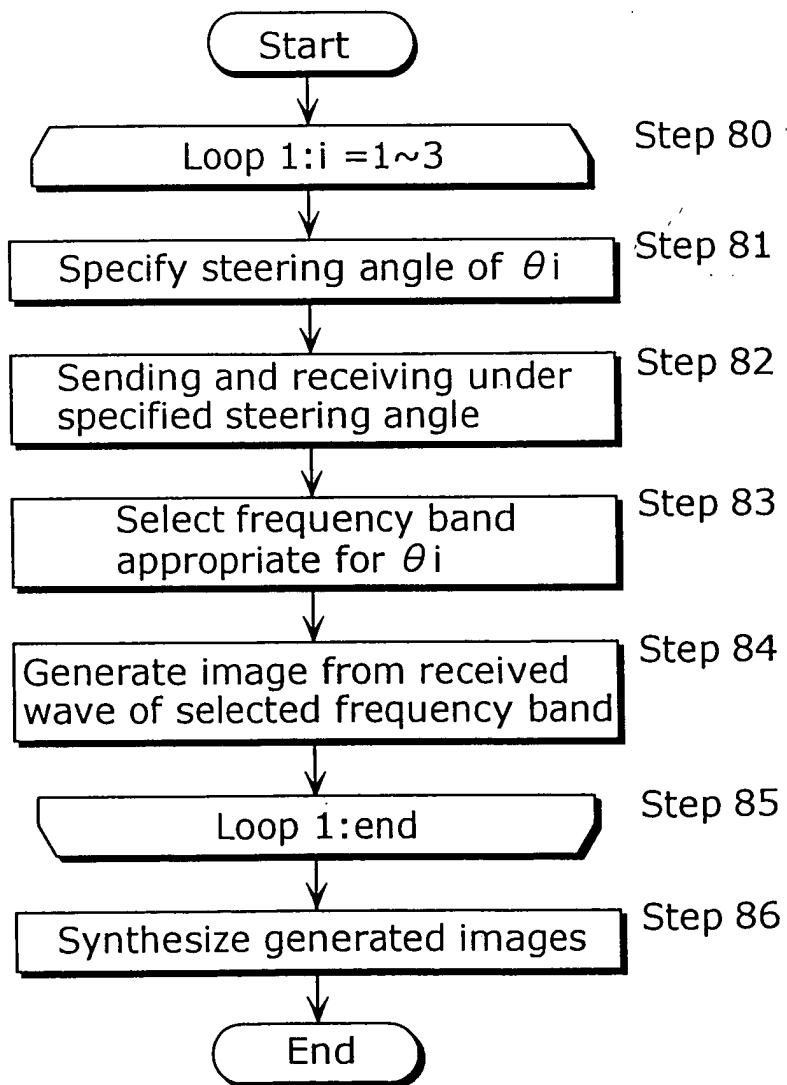 Start
Loop 1:i =1~3
Step 80
Specify steering angle of θi
Step 81
Sending and receiving under
specified steering angle
Step 82
Select frequency band
appropriate for θi
Step 83
Generate image from received
wave of selected frequency band
Step 84
Loop 1:end
Step 85
Synthesize generated images
Step 86
End